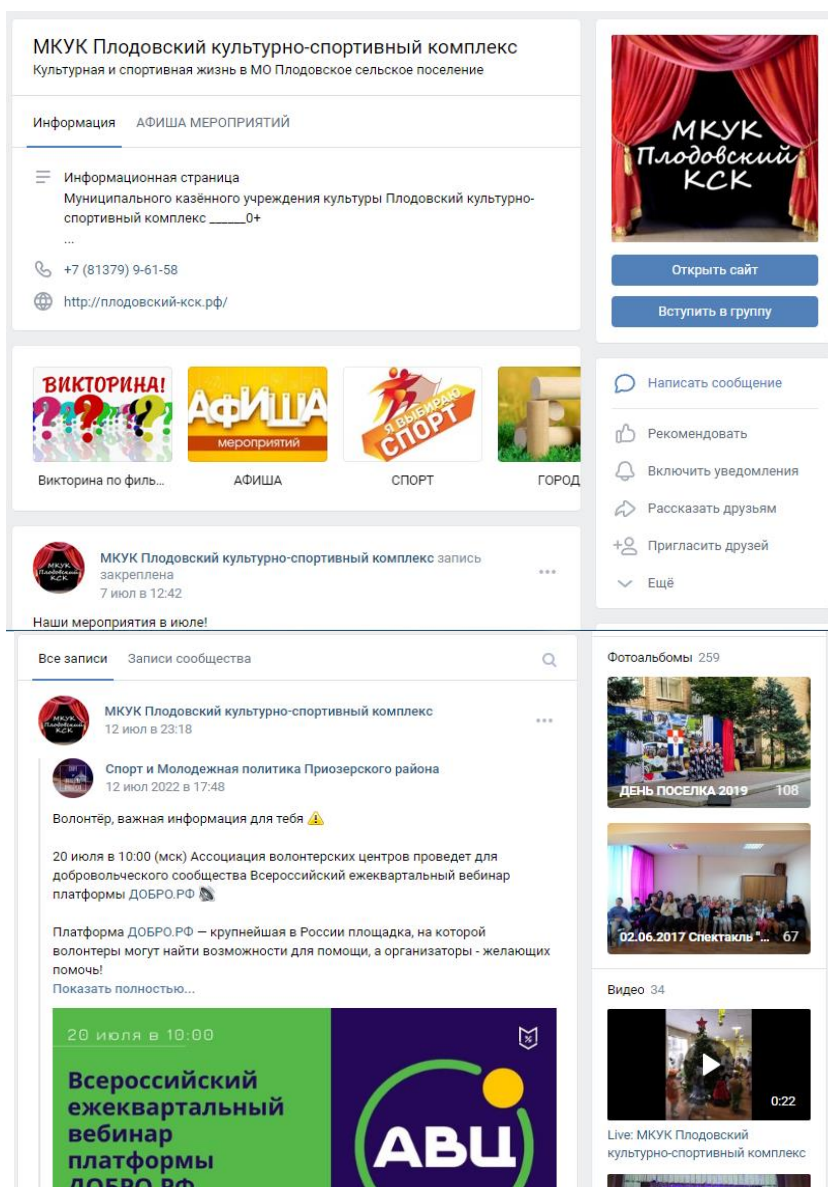 МКУК Плодовский культурно-спортивный комплекс
Культурная и спортивная жизнь в МО Плодовское сельское поселение
Информация АФИША МЕРОПРИЯТИЙ
Информационная страница
Муниципального казённого учреждения культуры Плодовский культурно-
спортивный комплекс ______0+
...
+7 (81379) 9-61-58
http://плодовский-кск.рф/
МКУК
Плодовский
КСК
Открыть сайт
Вступить в группу
ВИКТОРИНА!
АФИША
мероприятий
Я ВЫБИРАЮ
СПОРТ
Викторина по филь...
АФИША
СПОРТ
ГОРОД
Написать сообщение
Рекомендовать
Включить уведомления
Рассказать друзьям
Пригласить друзей
Ещё
МКУК
Плодовский
КСК
МКУК Плодовский культурно-спортивный комплекс запись
закреплена
7 июл в 12:42
Наши мероприятия в июле!
Все записи Записи сообщества
МКУК
Плодовский
КСК
МКУК Плодовский культурно-спортивный комплекс
12 июл в 23:18
Спорт и Молодежная политика Приозерского района
12 июл 2022 в 17:48
Волонтёр, важная информация для тебя
20 июля в 10:00 (мск) Ассоциация волонтерских центров проведет для
добровольческого сообщества Всероссийский ежеквартальный вебинар
платформы ДОБРО.РФ
Платформа ДОБРО.РФ — крупнейшая в России площадка, на которой
волонтеры могут найти возможности для помощи, а организаторы - желающих
помочь!
Показать полностью...
20 июля в 10:00
Всероссийский
ежеквартальный
вебинар
платформы
ДОБРО.РФ
АВЦ
Фотоальбомы 259
ДЕНЬ ПОСЕЛКА 2019 108
02.06.2017 Спектакль "... 67
Видео 34
0:22
Live: МКУК Плодовский
культурно-спортивный комплекс